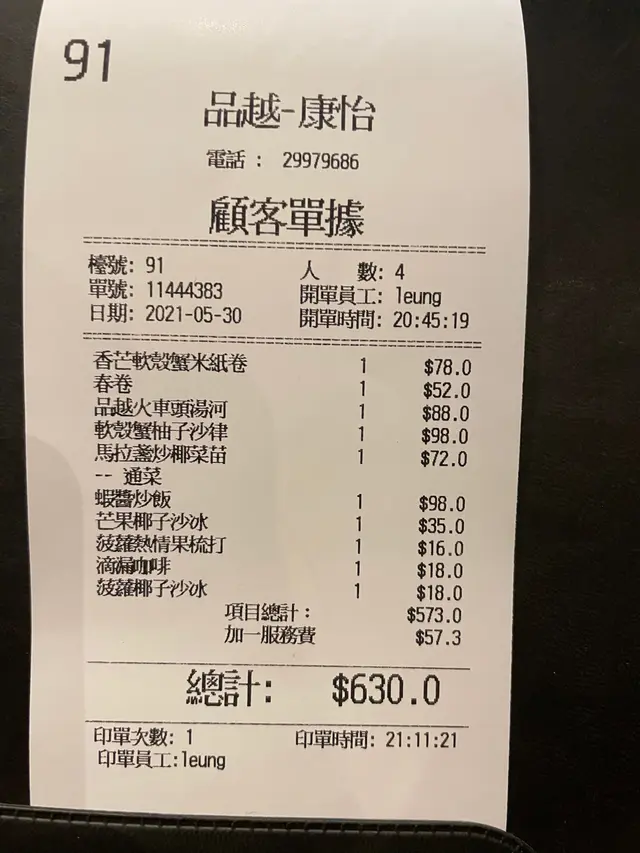 91
品越-康怡
電話 : 29979686
顧客單據
檯號: 91 人 數: 4
單號: 11444383 開單員工: leung
日期: 2021-05-30 開單時間: 20:45:19
香芒軟殼蟹米紙卷 1 $78.0
春卷 1 $52.0
品越火車頭湯河 1 $88.0
軟殼蟹柚子沙律 1 $98.0
馬拉盞炒椰菜苗 1 $72.0
-- 通菜
蝦醬炒飯 1 $98.0
芒果椰子沙冰 1 $35.0
菠蘿熱情果梳打 1 $16.0
滴漏咖啡 1 $18.0
菠蘿椰子沙冰 1 $18.0
項目總計: $573.0
加一服務費 $57.3
總計: $630.0
印單次數: 1 印單時間: 21:11:21
印單員工:leung